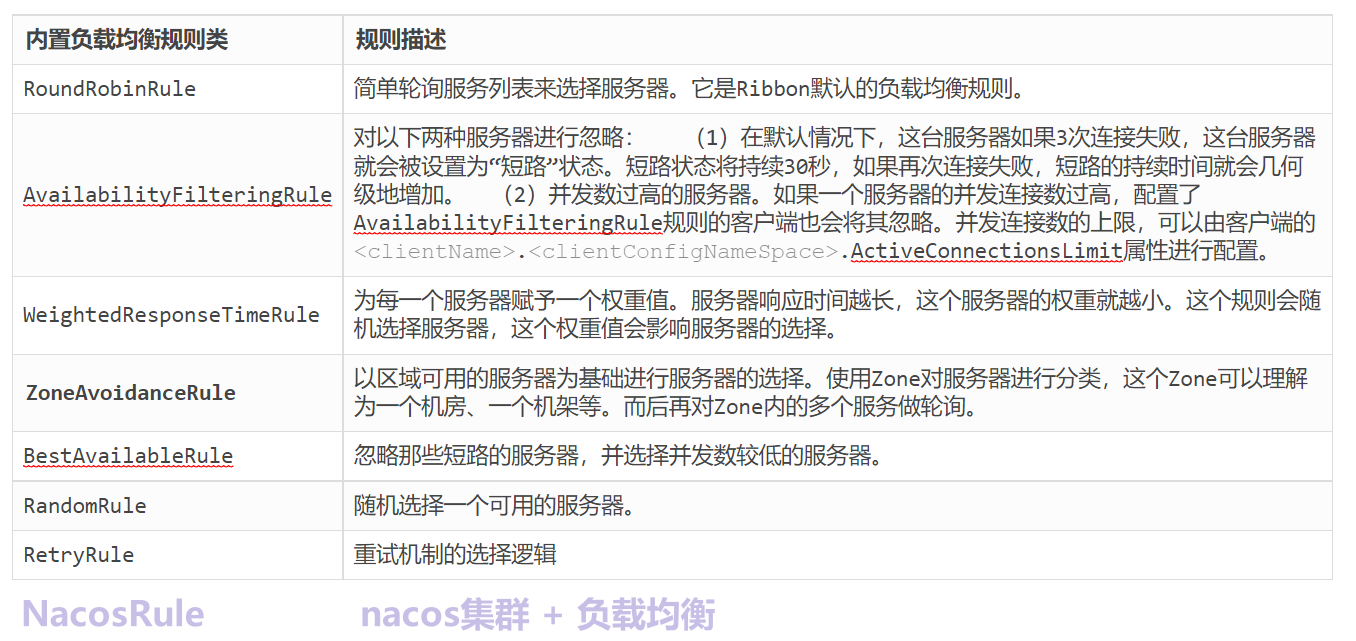 内置负载均衡规则类 规则描述
RoundRobinRule 简单轮询服务列表来选择服务器。它是Ribbon默认的负载均衡规则。
对以下两种服务器进行忽略： （1）在默认情况下，这台服务器如果3次连接失败，这台服务器
就会被设置为“短路”状态。短路状态将持续30秒，如果再次连接失败，短路的持续时间就会几何
AvailabilityFilteringRule 级地增加。 （2）并发数过高的服务器。如果一个服务器的并发连接数过高，配置了
AvailabilityFilteringRule规则的客户端也会将其忽略。并发连接数的上限，可以由客户端的
<clientName>.<clientConfigNameSpace>.ActiveConnectionsLimit属性进行配置。
WeightedResponseTimeRule 为每一个服务器赋予一个权重值。服务器响应时间越长，这个服务器的权重就越小。这个规则会随
机选择服务器，这个权重值会影响服务器的选择。
ZoneAvoidanceRule 以区域可用的服务器为基础进行服务器的选择。使用Zone对服务器进行分类，这个Zone可以理解
为一个机房、一个机架等。而后再对Zone内的多个服务做轮询。
BestAvailableRule 忽略那些短路的服务器，并选择并发数较低的服务器。
RandomRule 随机选择一个可用的服务器。
RetryRule 重试机制的选择逻辑
NacosRule nacos集群 + 负载均衡